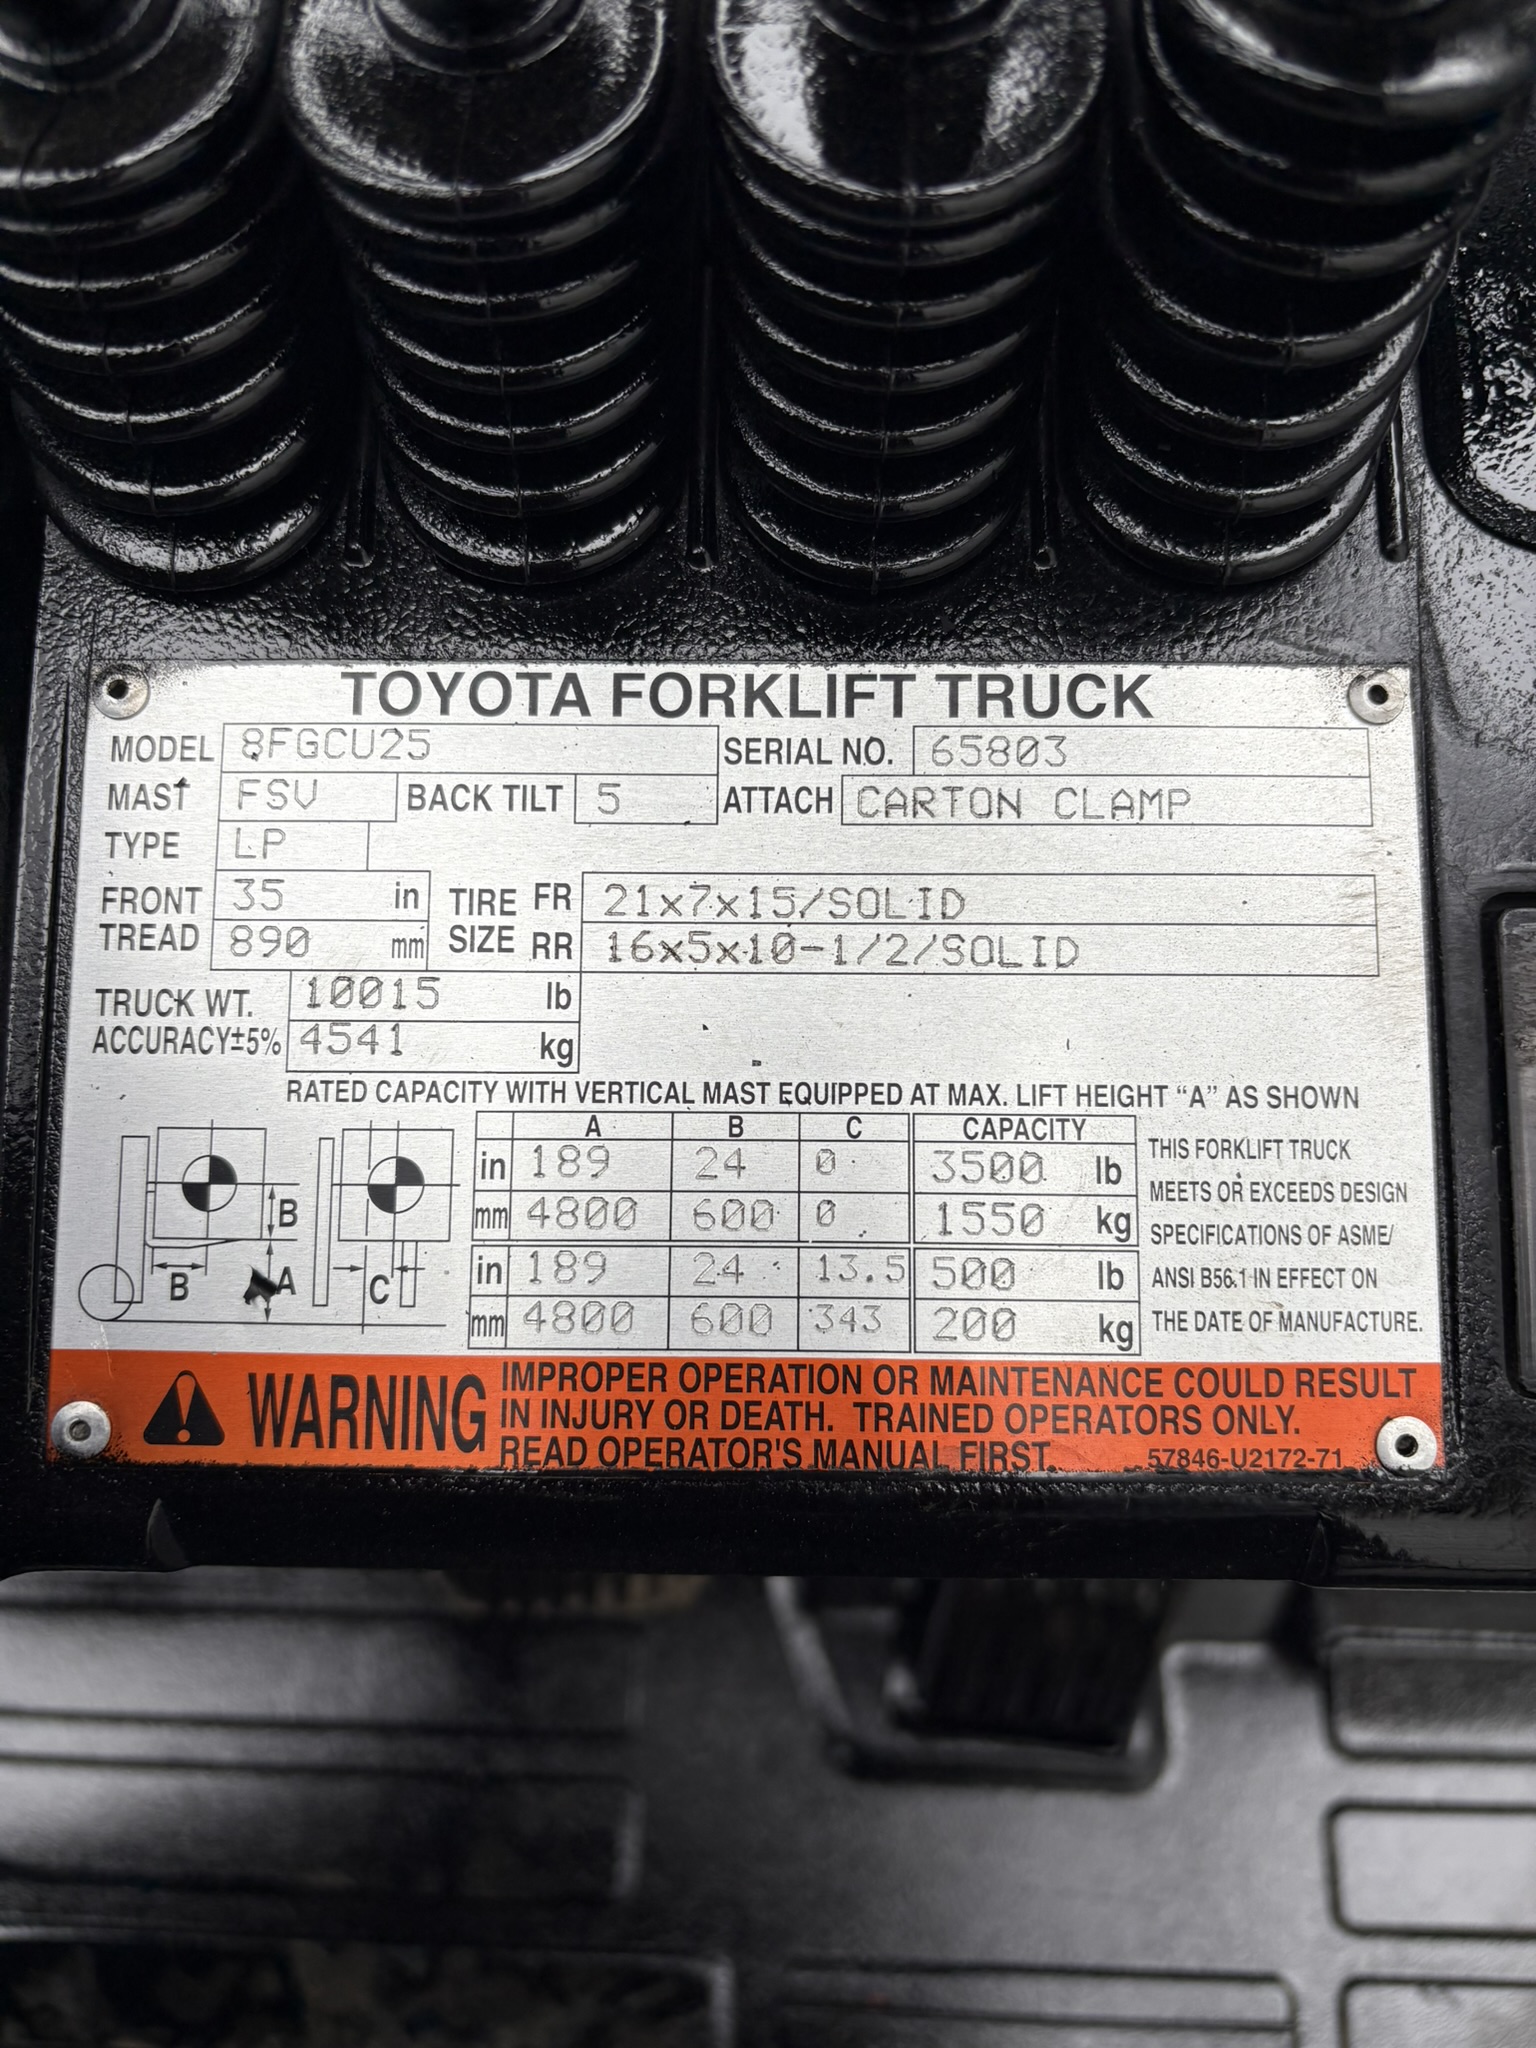 TOYOTA FORKLIFT TRUCK
MODEL 8FGCU25 SERIAL NO. 65803
MAST FSV BACK TILT 5 ATTACH CARTON CLAMP
TYPE LP
FRONT TREAD 35 in TIRE SIZE FR 21x7x15/SOLID
890 mm RR 16x5x10-1/2/SOLID
TRUCK WT. 10015 lb
ACCURACY±5% 4541 kg
RATED CAPACITY WITH VERTICAL MAST EQUIPPED AT MAX. LIFT HEIGHT “A” AS SHOWN
A B C CAPACITY
in 189 24 0 3500 lb
mm 4800 600 0 1550 kg
in 189 24 13.5 500 lb
mm 4800 600 343 200 kg
B
B
A
C
THIS FORKLIFT TRUCK
MEETS OR EXCEEDS DESIGN
SPECIFICATIONS OF ASME/
ANSI B56.1 IN EFFECT ON
THE DATE OF MANUFACTURE.
WARNING
IMPROPER OPERATION OR MAINTENANCE COULD RESULT
IN INJURY OR DEATH. TRAINED OPERATORS ONLY.
READ OPERATOR'S MANUAL FIRST.
57846-U2172-71